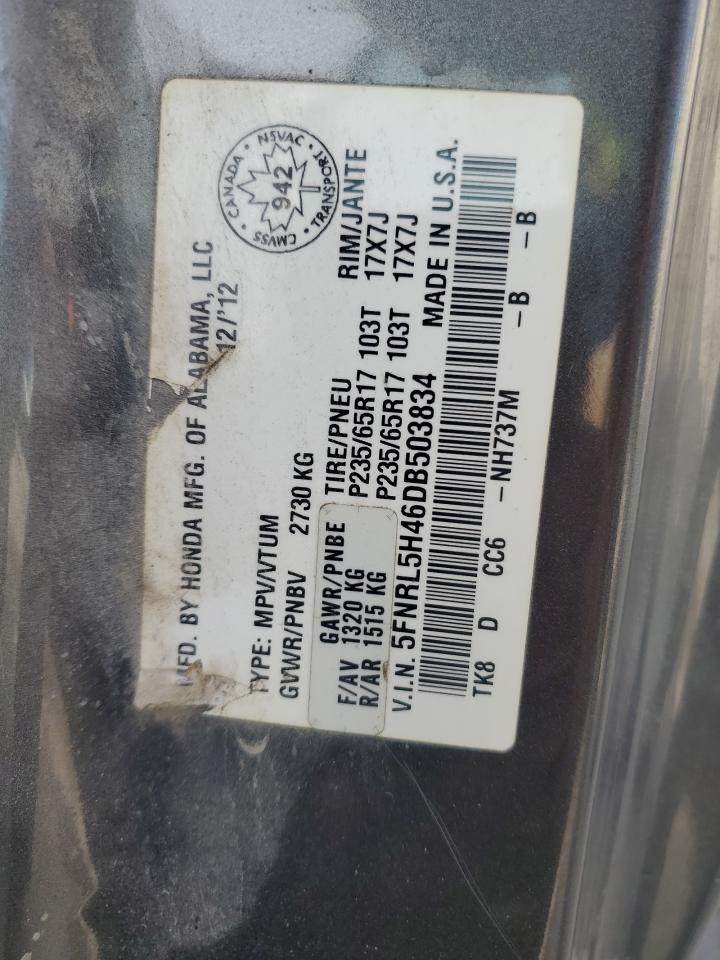 MFD. BY HONDA MFG. OF ALABAMA, LLC
12/'12
CANADA · NSVAC · TRANSPORT · CMVSS ·
942
TYPE: MPV/VTUM
GVWR/PNBV 2730 KG
GAWR/PNBE TIRE/PNEU RIM/JANTE
F/AV 1320 KG P235/65R17 103T 17X7J
R/AR 1515 KG P235/65R17 103T 17X7J
V.I.N. 5FNRL5H46DB503834 MADE IN U.S.A.
TK8 D CC6 -NH737M -B -B